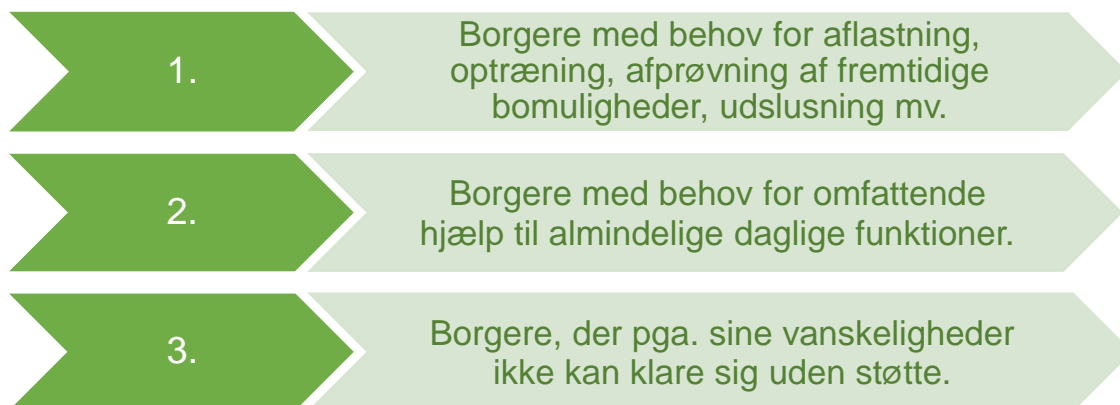 1.
Borgere med behov for aflastning,
optræning, afprøvning af fremtidige
bomuligheder, udslusning mv.
2.
Borgere med behov for omfattende
hjælp til almindelige daglige funktioner.
3.
Borgere, der pga. sine vanskeligheder
ikke kan klare sig uden støtte.